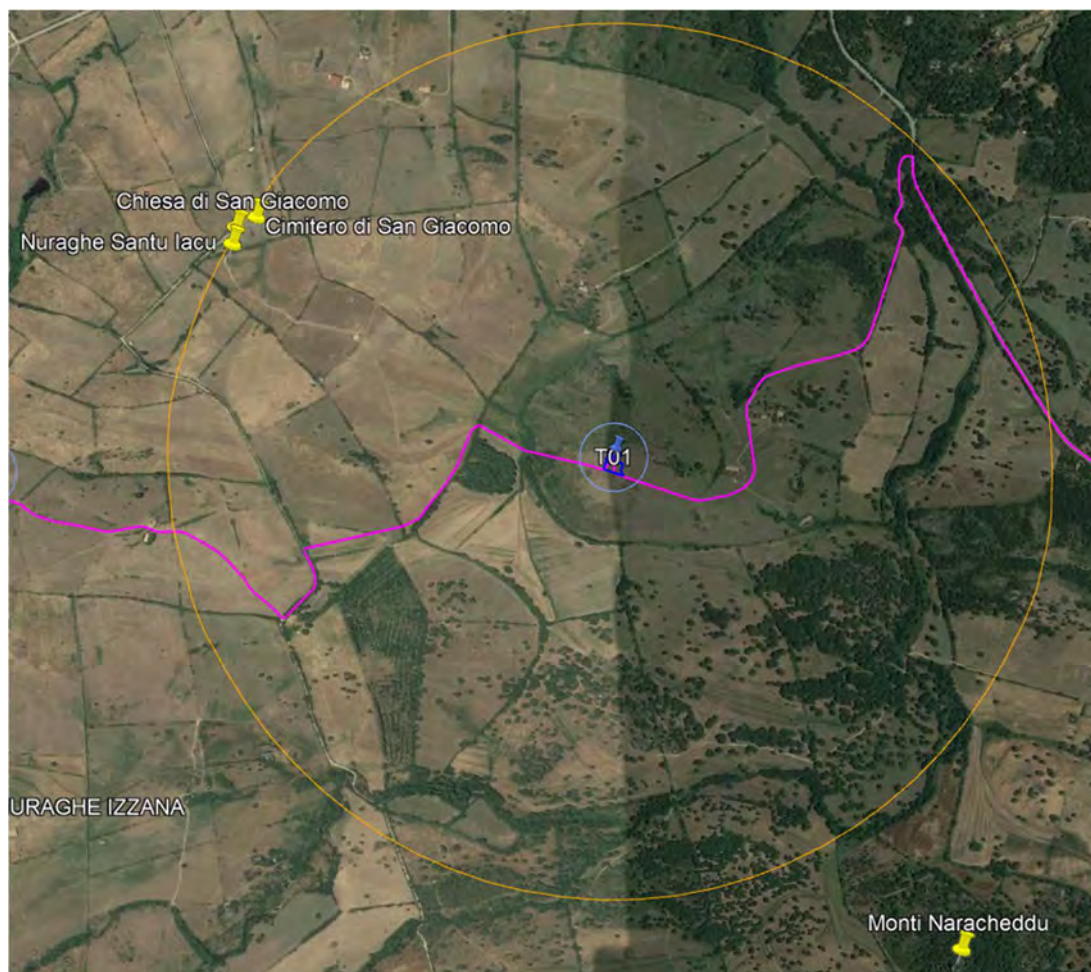 Chiesa di San Giacomo
Cimitero di San Giacomo
Nuraghe Santu Iacu
T01
URAGHE IZZANA
Monti Naracheddu